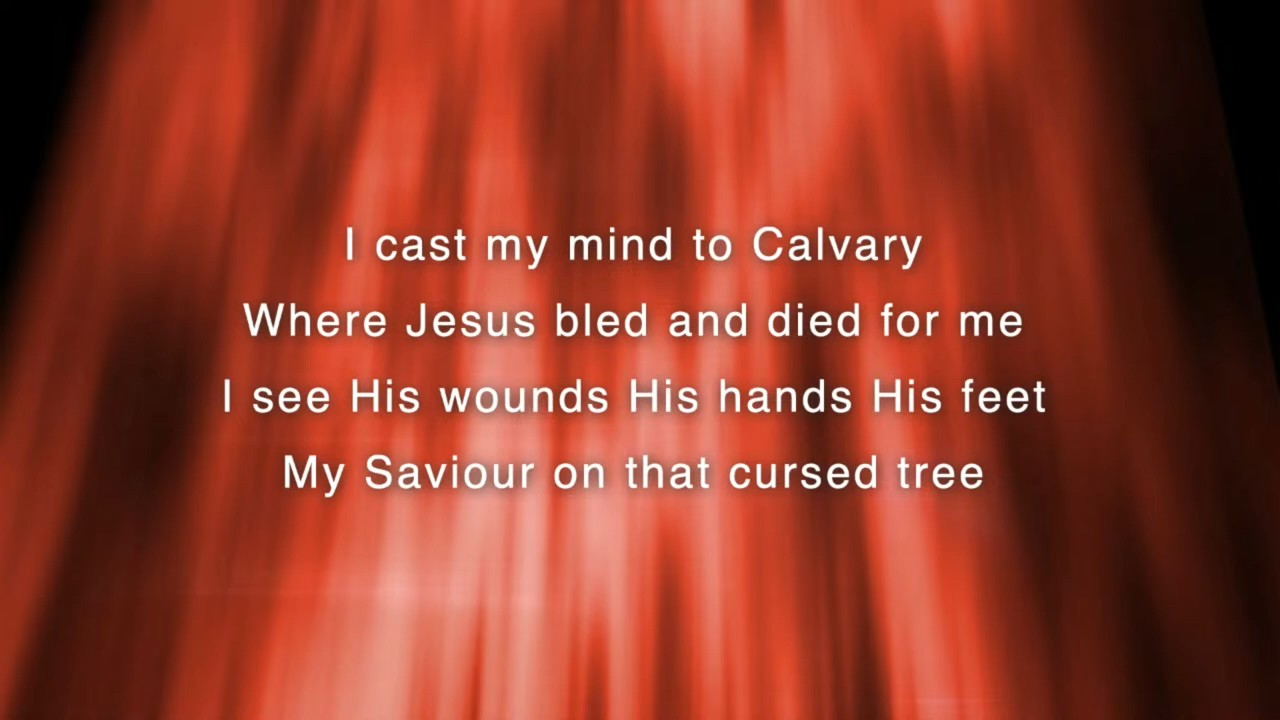 I cast my mind to Calvary
Where Jesus bled and died for me
I see His wounds His hands His feet
My Saviour on that cursed tree